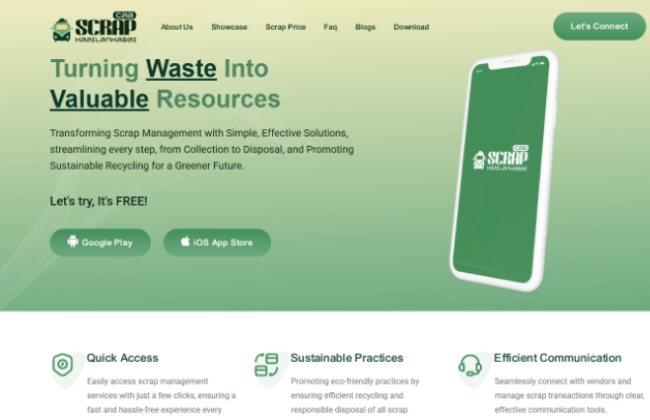 CAB
SCRAP
About Us Showcase Scrap Price Faq Blogs Download
Let's Connect
Turning Waste Into
Valuable Resources
Transforming Scrap Management with Simple, Effective Solutions,
streamlining every step, from Collection to Disposal, and Promoting
Sustainable Recycling for a Greener Future.
Let's try, It's FREE!
Google Play
iOS App Store
CAB
SCRAP
Quick Access
Easily access scrap management
services with just a few clicks, ensuring a
fast and hassle-free experience every
Sustainable Practices
Promoting eco-friendly practices by
ensuring efficient recycling and
responsible disposal of all scrap
Efficient Communication
Seamlessly connect with vendors and
manage scrap transactions through clear,
effective communication tools.